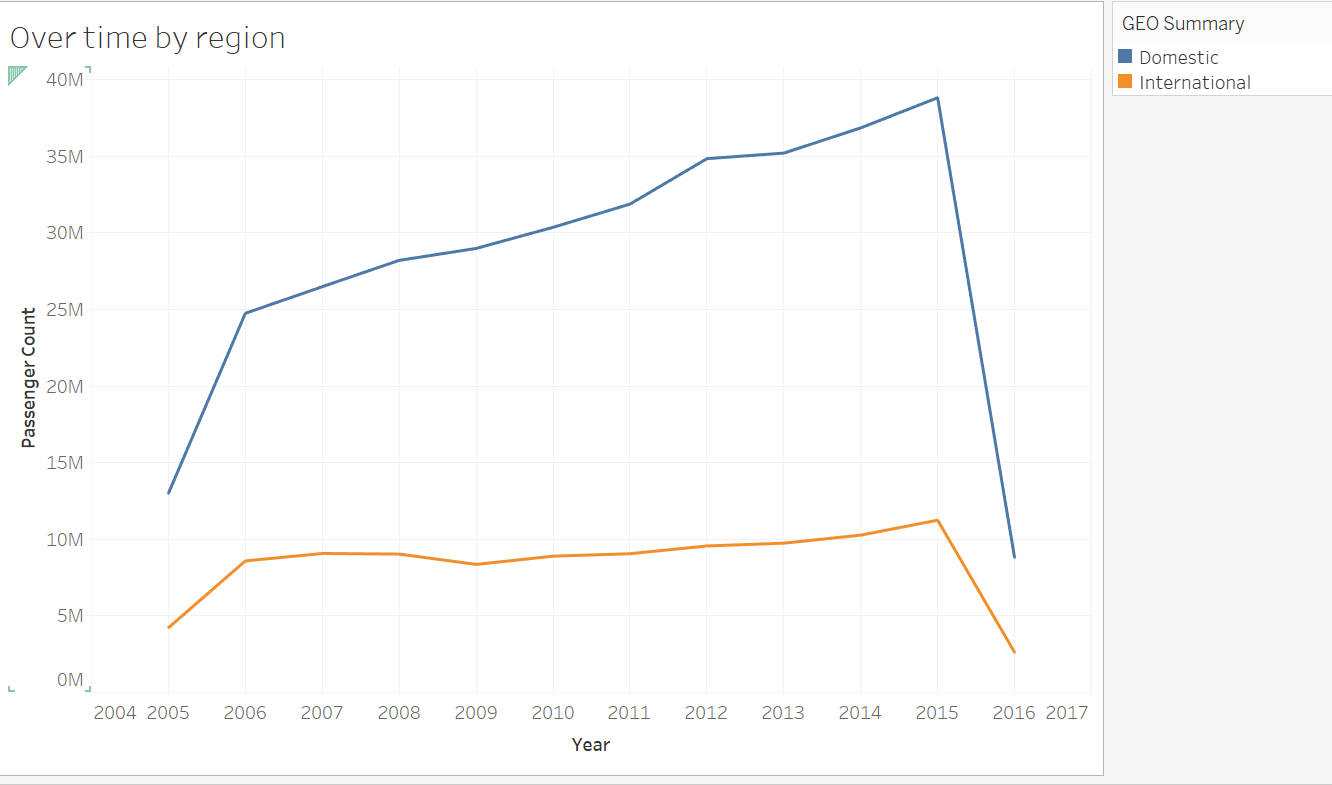 Over time by region
GEO Summary
Domestic
International
40M
35M
30M
25M
20M
15M
10M
5M
0M
Passenger Count
2004 2005 2006 2007 2008 2009 2010 2011 2012 2013 2014 2015 2016 2017
Year